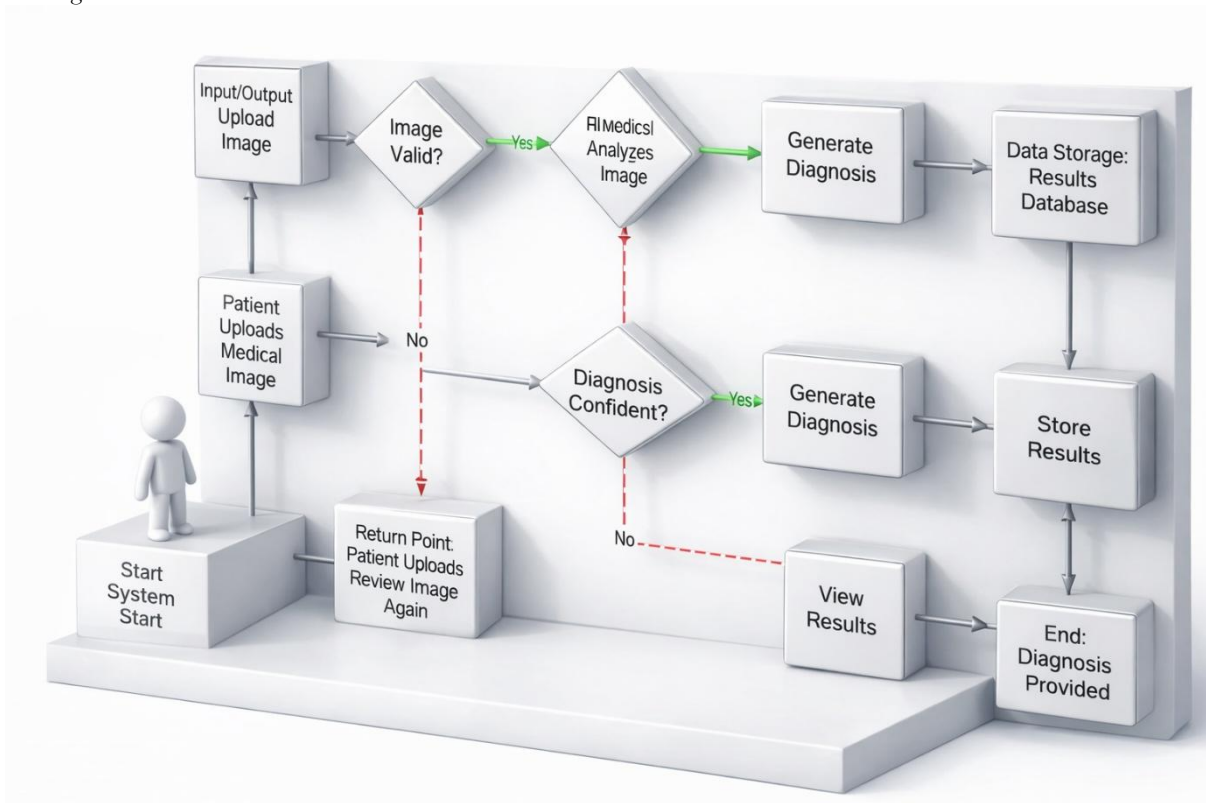 Input/Output
Upload
Image
Image
Valid?
Yes
Analyzes
Image
Generate
Diagnosis
Data Storage:
Results
Database
Patient
Uploads
Medical
Image
No
Diagnosis
Confident?
Yes
Generate
Diagnosis
Store
Results
Start
System
Start
Return Point:
Patient Uploads
Review Image
Again
No
View
Results
End:
Diagnosis
Provided